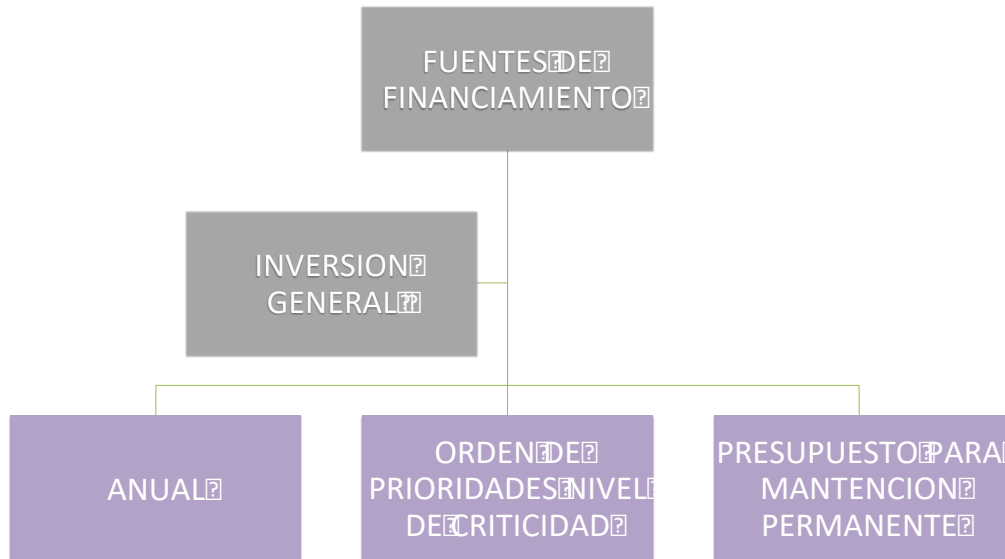 FUENTES DE
FINANCIAMIENTO
INVERSION
GENERAL
ANUAL
ORDEN DE
PRIORIDADES NIVEL
DE CRITICIDAD
PRESUPUESTO PARA
MANTENCION
PERMANENTE